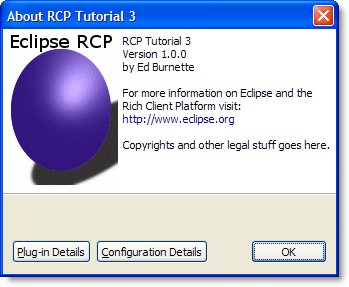 About RCP Tutorial 3
Eclipse RCP
RCP Tutorial 3
Version 1.0.0
by Ed Burnette
For more information on Eclipse and the
Rich Client Platform visit:
http://www.eclipse.org
Copyrights and other legal stuff goes here.
Plug-in Details
Configuration Details
OK